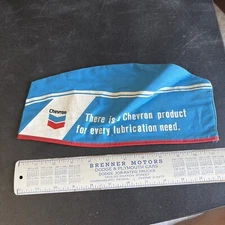 Chevron
There is a Chevron product
for every lubrication need.
BRENNER MOTORS
DODGE & PLYMOUTH CARS
DODGE JOB-RATED TRUCKS